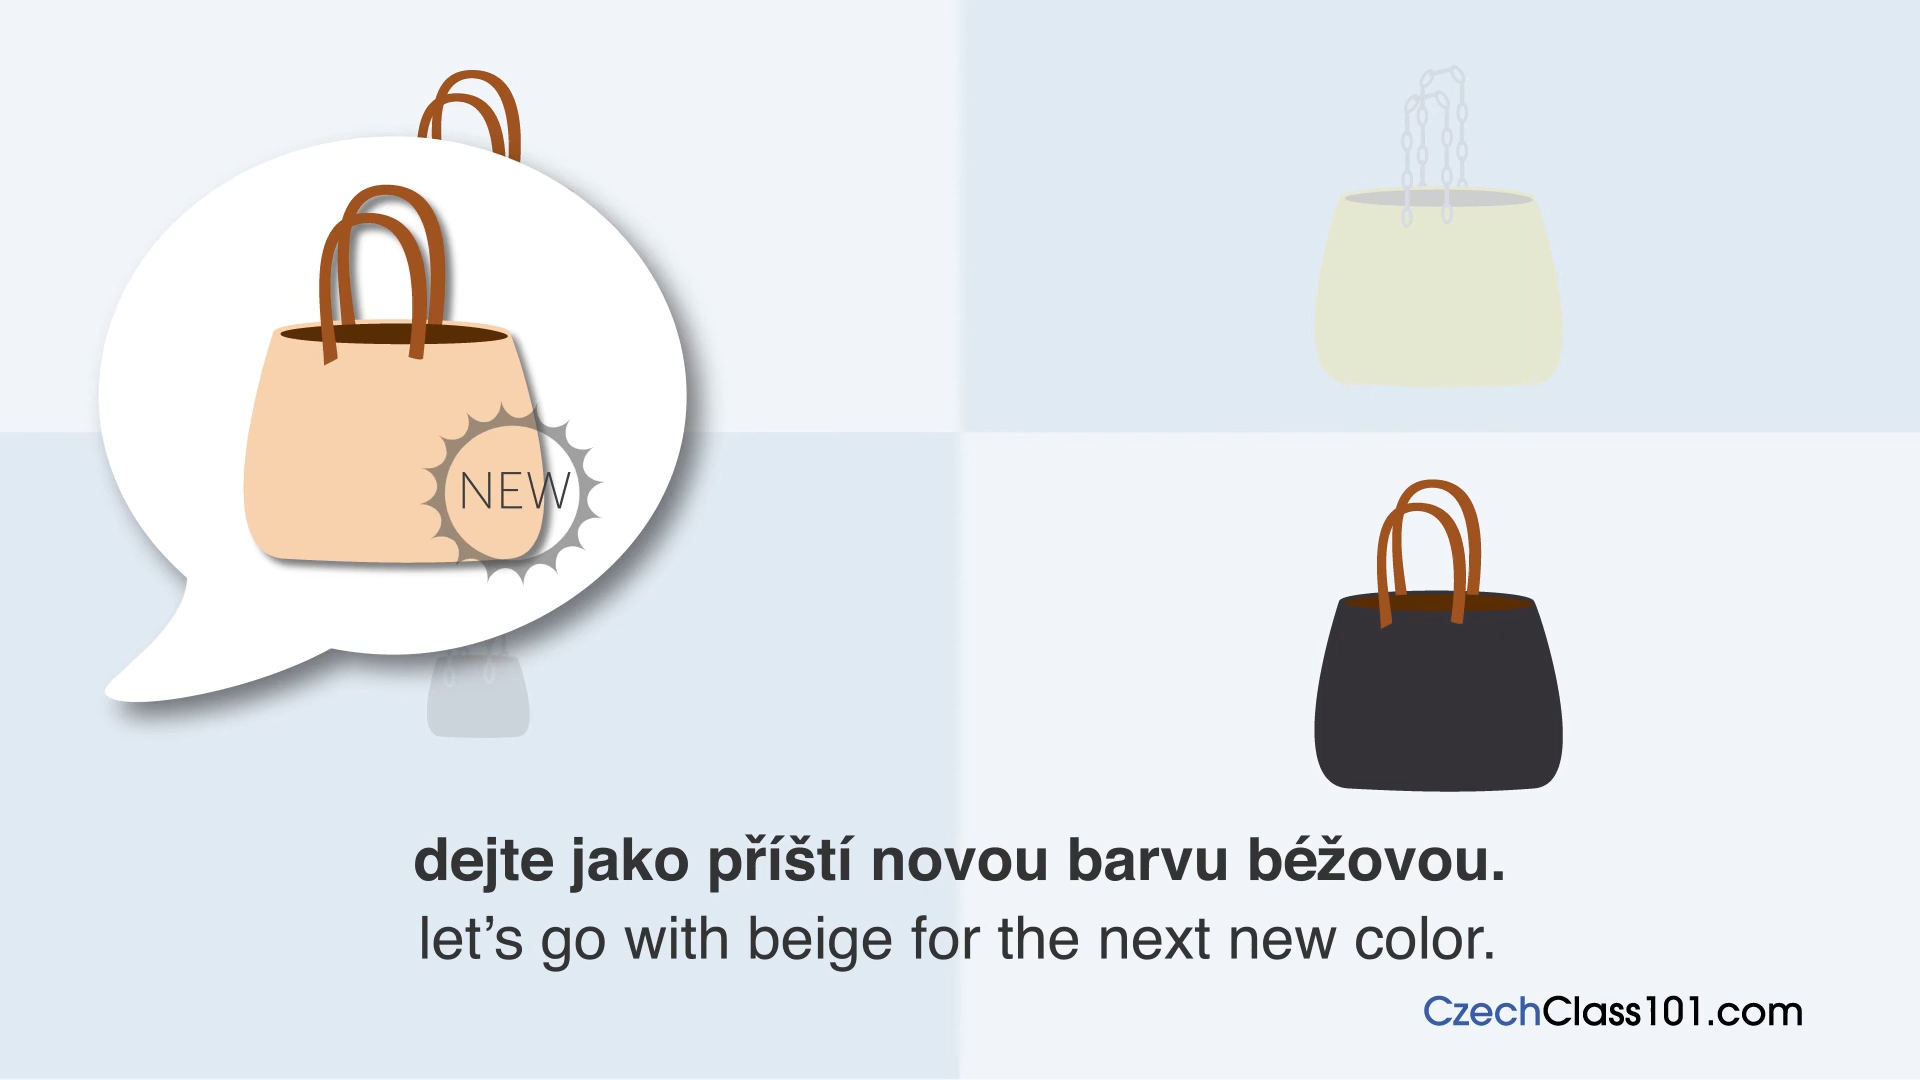 NEW
dejte jako příští novou barvu béžovou.
let’s go with beige for the next new color.
CzechClass101.com